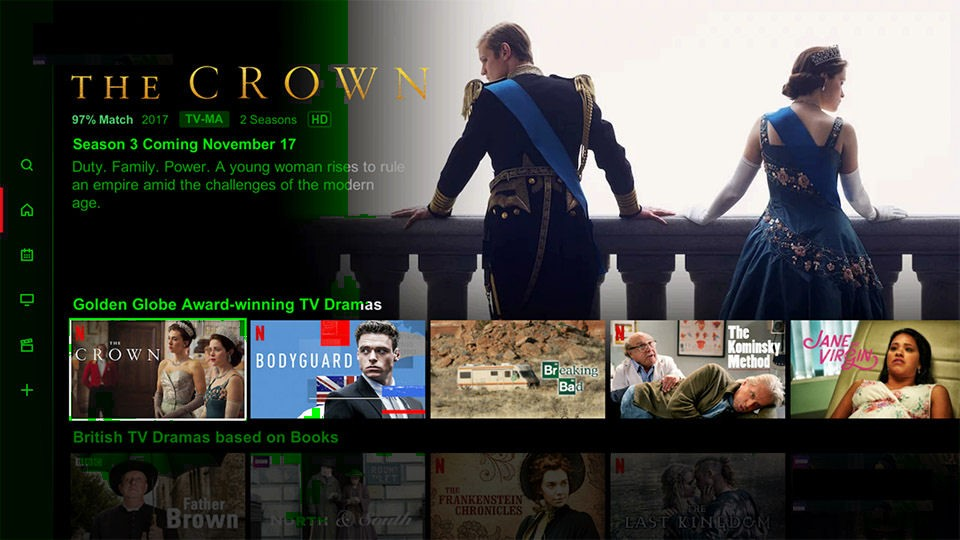 THE CROWN
97% Match 2017 TV-MA 2 Seasons HD
Season 3 Coming November 17
Duty. Family. Power. A young woman rises to rule
an empire amid the challenges of the modern
age.
Golden Globe Award-winning TV Dramas
N
THE
CROWN
N
BODYGUARD
Breaking
Bad
N
The
Kominsky
Method
JANE
THE
VIRGIN
British TV Dramas based on Books
Father
Brown
NORTH & South
THE
FRANKENSTEIN
CHRONICLES
N
THE
LAST KINGDOM